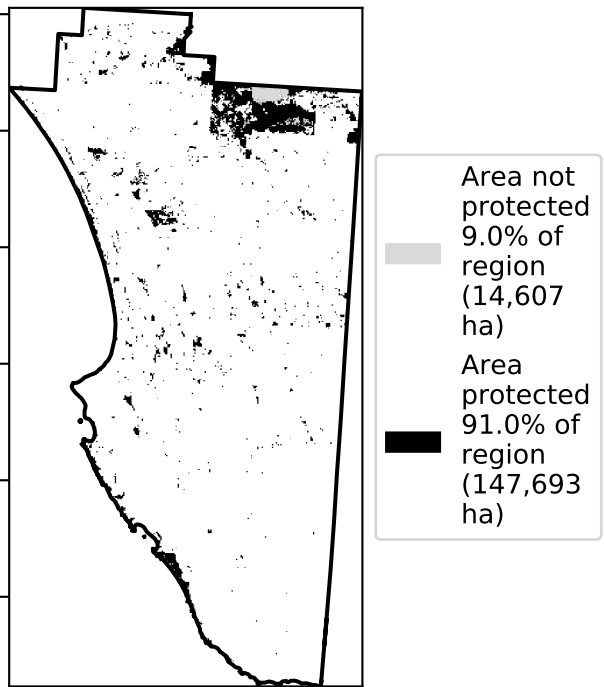 Area not
protected
9.0% of
region
(14,607
ha)
Area
protected
91.0% of
region
(147,693
ha)